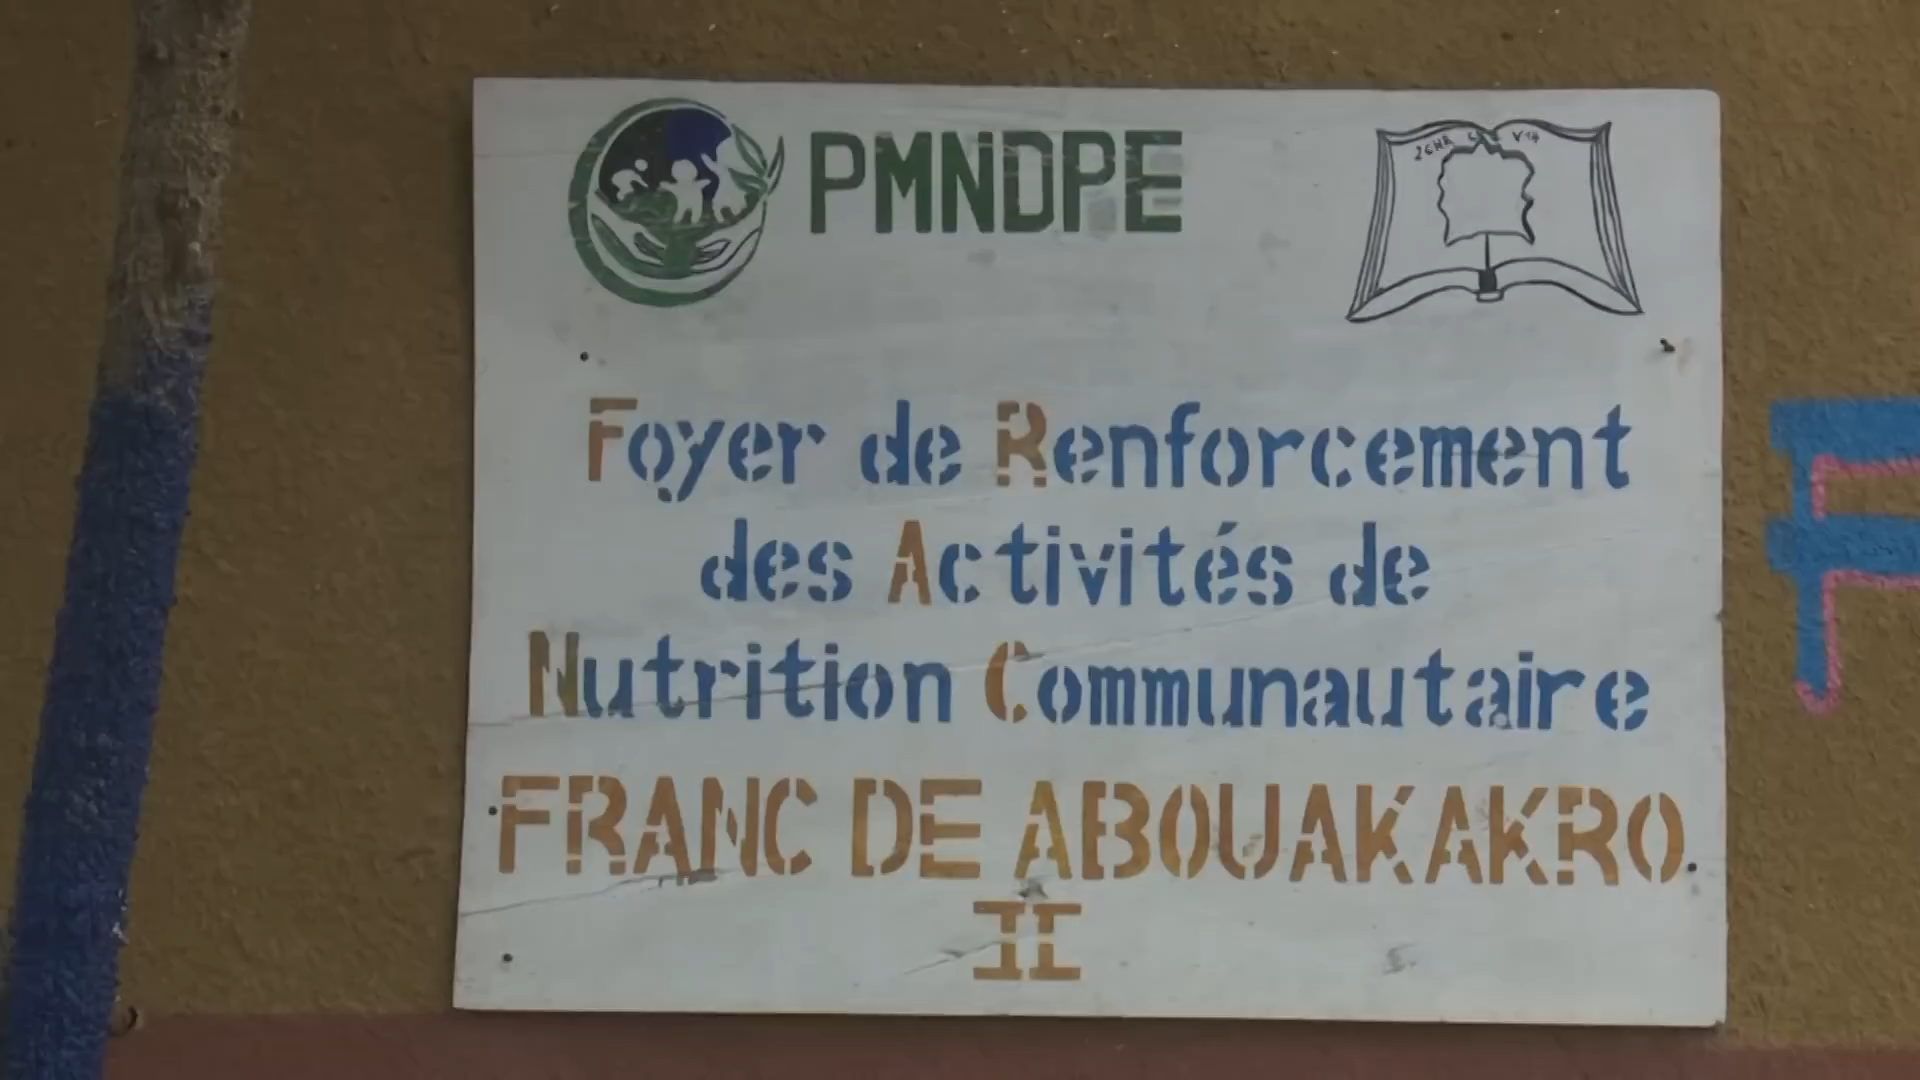 PMNDPE
Foyer de Renforcement
des Activités de
Nutrition Communautaire
FRANC DE ABOUAKAKRO
II